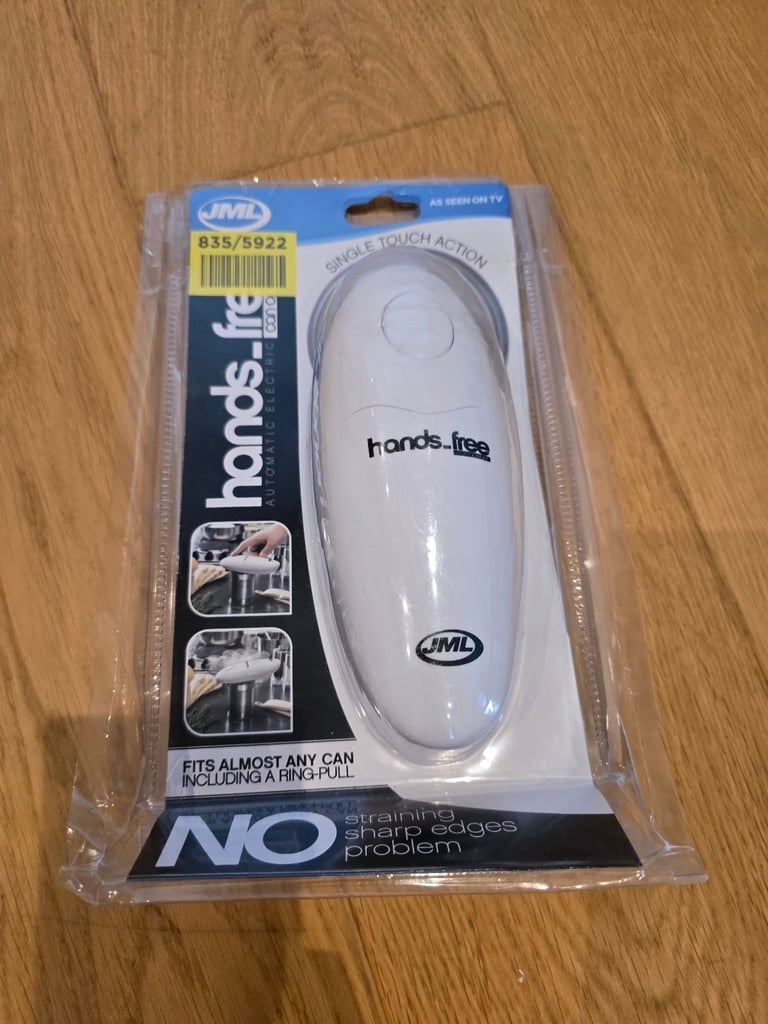 JML
AS SEEN ON TV
835/5922
SINGLE TOUCH ACTION
hands_free
AUTOMATIC ELECTRIC
hands_free
JML
FITS ALMOST ANY CAN
INCLUDING A RING-PULL
NO
straining
sharp edges
problem